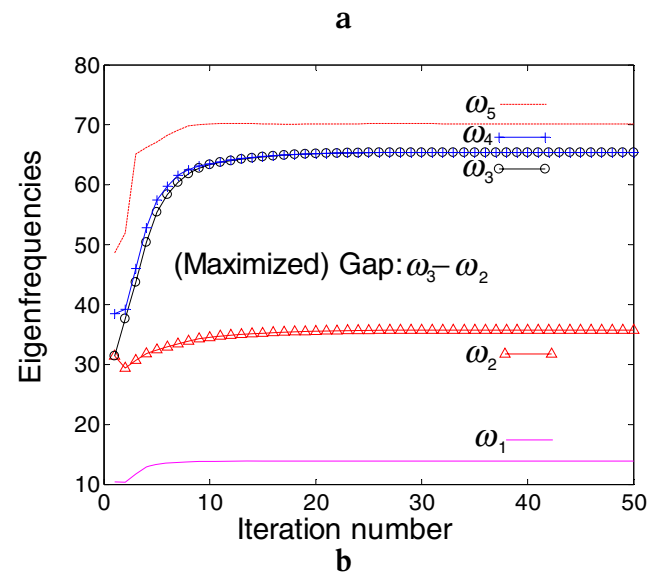 a
80
70
60
50
40
30
20
10
Eigenfrequencies
ω5
ω4
ω3
(Maximized) Gap: ω3– ω2
ω2
ω1
0 10 20 30 40 50
Iteration number
b